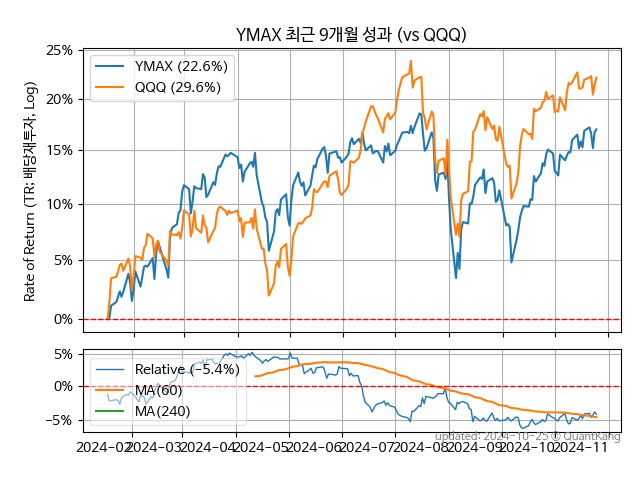 YMAX 최근 9개월 성과 (vs QQQ)
Rate of Return (TR: 배당재투자, Log)
25%
20%
15%
10%
5%
0%
YMAX (22.6%)
QQQ (29.6%)
5%
0%
−5%
Relative (-5.4%)
MA(60)
MA(240)
updated: 2024-10-25 © QuantKang
2024-02 2024-03 2024-04 2024-05 2024-06 2024-07 2024-08 2024-09 2024-10 2024-11